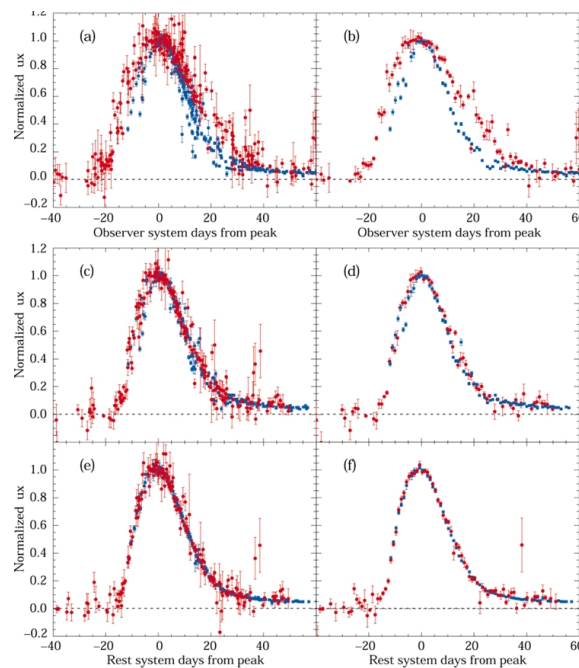 1.2
(a)
(b)
1.0
0.8
0.6
0.4
0.2
0.0
−0.2
Normalized ux
−40 −20 0 20 40 −20 0 20 40 60
Observer system days from peak
Observer system days from peak
1.2
(c)
(d)
1.0
0.8
0.6
0.4
0.2
0.0
Normalized ux
1.2
(e)
(f)
1.0
0.8
0.6
0.4
0.2
0.0
−0.2
Normalized ux
−40 −20 0 20 40 −20 0 20 40 60
Rest system days from peak
Rest system days from peak